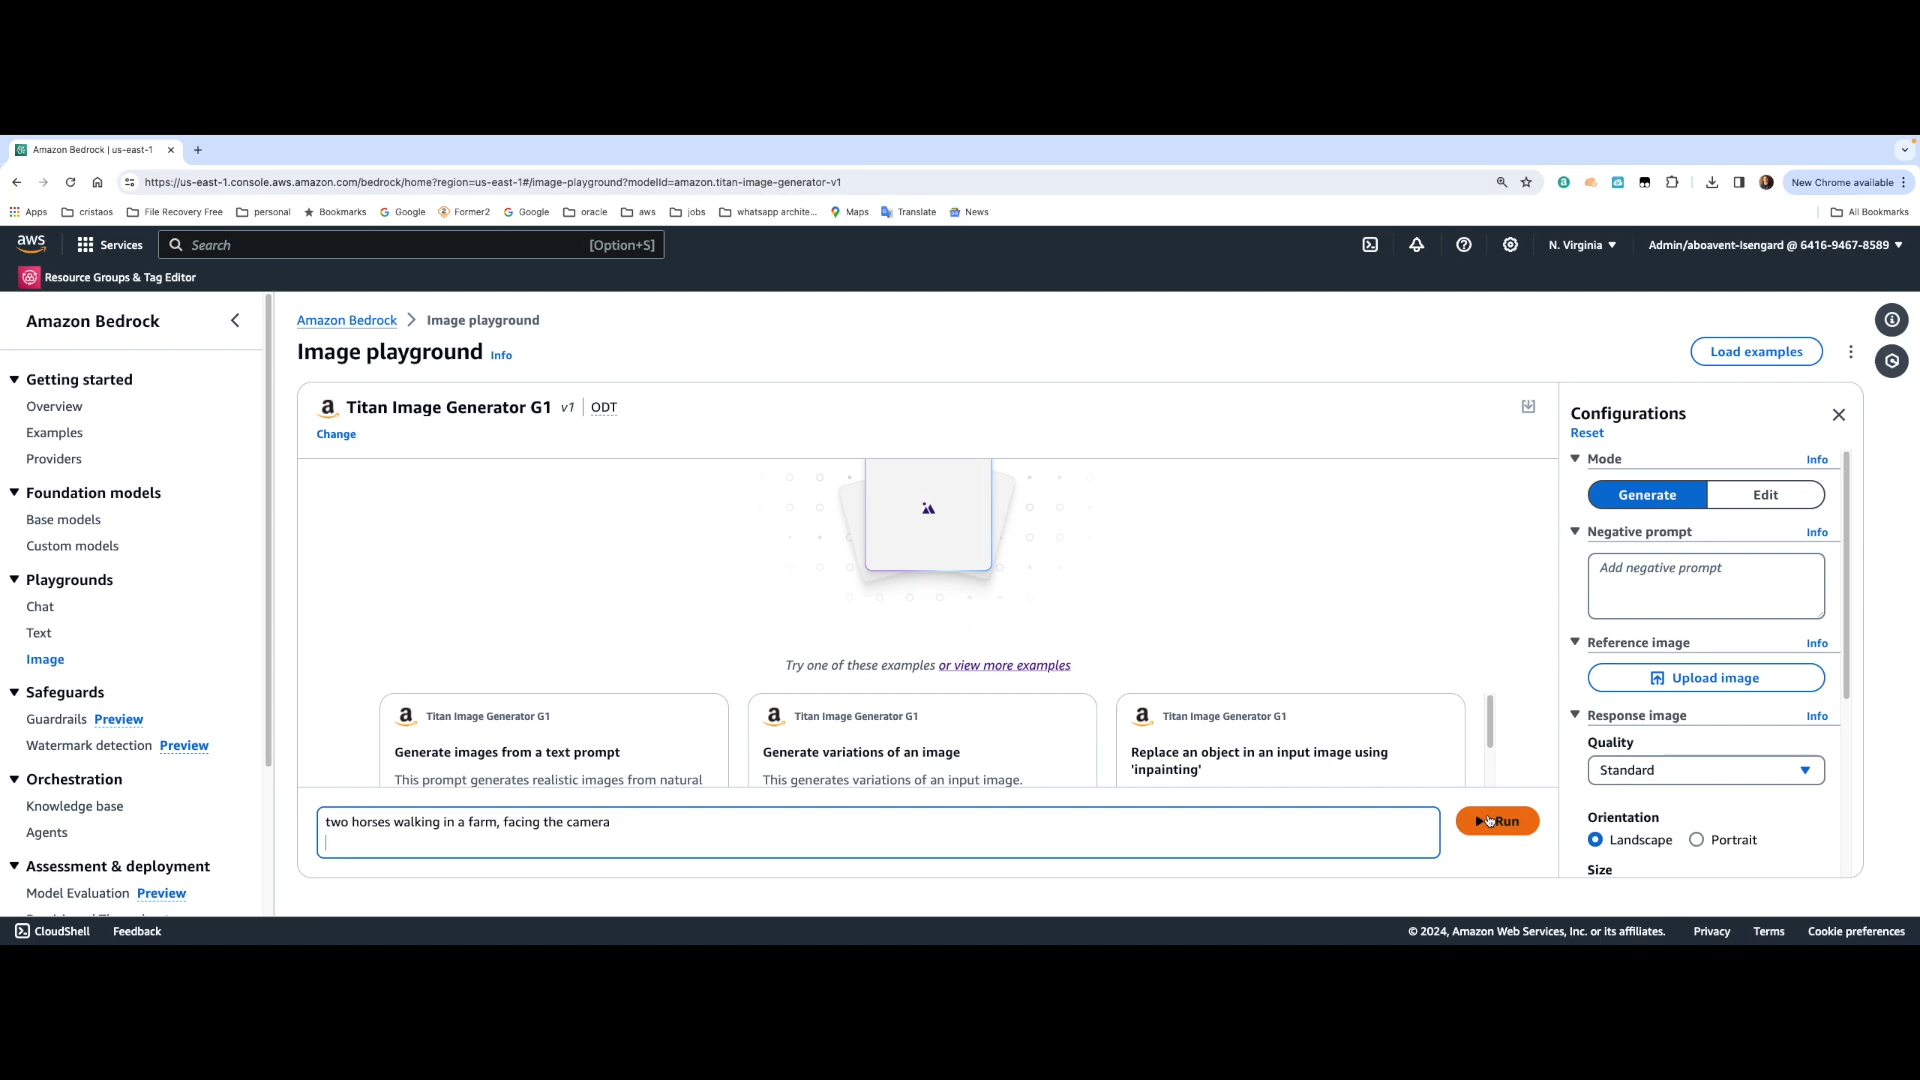 Amazon Bedrock | us-east-1
https://us-east-1.console.aws.amazon.com/bedrock/home?region=us-east-1#/image-playground?modelId=amazon.titan-image-generator-v1
New Chrome available
Apps
cristaos
File Recovery Free
personal
Bookmarks
Google
Former2
Google
oracle
aws
jobs
whatsapp archite...
Maps
Translate
News
All Bookmarks
aws
Services
Search
[Option+S]
N. Virginia
Admin/aboavent-Isengard @ 6416-9467-8589
Resource Groups & Tag Editor
Amazon Bedrock
Getting started
Overview
Examples
Providers
Foundation models
Base models
Custom models
Playgrounds
Chat
Text
Image
Safeguards
Guardrails Preview
Watermark detection Preview
Orchestration
Knowledge base
Agents
Assessment & deployment
Model Evaluation Preview
Amazon Bedrock > Image playground
Image playground Info
Load examples
Titan Image Generator G1 v1 | ODT
Change
Try one of these examples or view more examples
Titan Image Generator G1
Generate images from a text prompt
This prompt generates realistic images from natural
Titan Image Generator G1
Generate variations of an image
This generates variations of an input image.
Titan Image Generator G1
Replace an object in an input image using
'inpainting'
two horses walking in a farm, facing the camera
Run
Configurations
Reset
Mode
Info
Generate
Edit
Negative prompt
Info
Add negative prompt
Reference image
Info
Upload image
Response image
Info
Quality
Standard
Orientation
Landscape
Portrait
Size
CloudShell
Feedback
© 2024, Amazon Web Services, Inc. or its affiliates.
Privacy
Terms
Cookie preferences